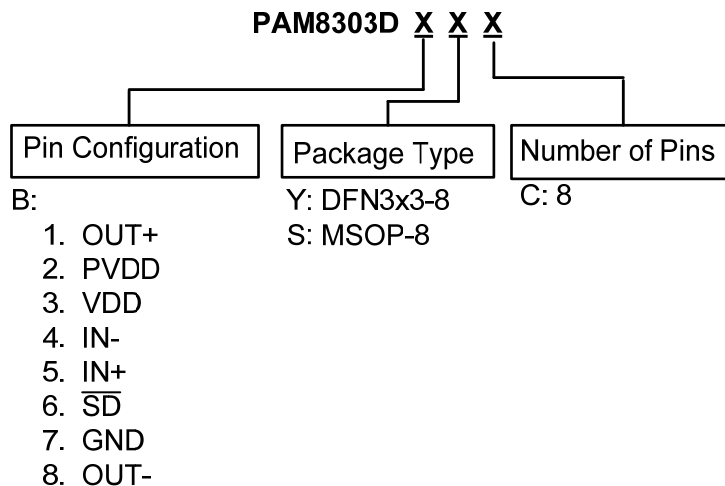 PAM8303D X X X
Pin Configuration
Package Type
Number of Pins
B:
1. OUT+
2. PVDD
3. VDD
4. IN-
5. IN+
6. S̅D̅
7. GND
8. OUT-
Y: DFN3x3-8
S: MSOP-8
C: 8